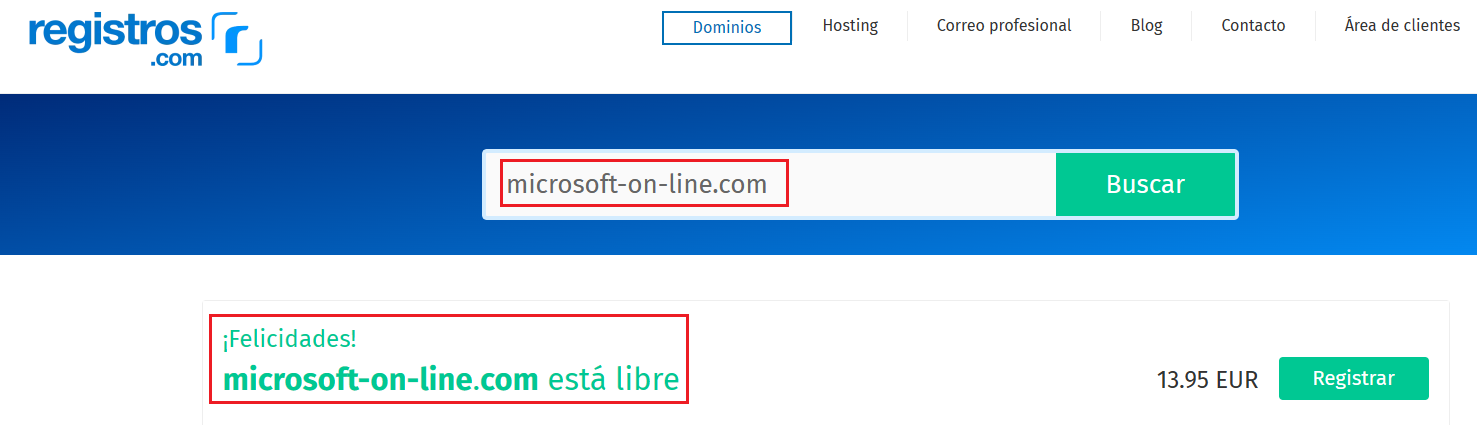 registros
.com
Dominios Hosting Correo profesional Blog Contacto Área de clientes
microsoft-on-line.com Buscar
¡Felicidades!
microsoft-on-line.com está libre 13.95 EUR Registrar